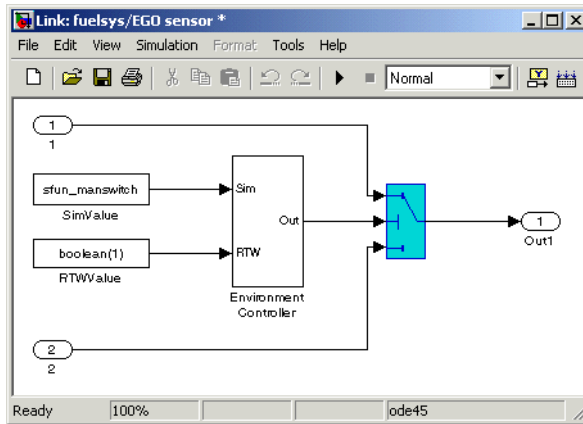 Link: fuelsys/EGO sensor *
File Edit View Simulation Format Tools Help
Normal
1
1
sfun_manswitch
SimValue
boolean(1)
RTWValue
Sim
Out
RTW
Environment
Controller
1
Out1
2
2
Ready 100% ode45